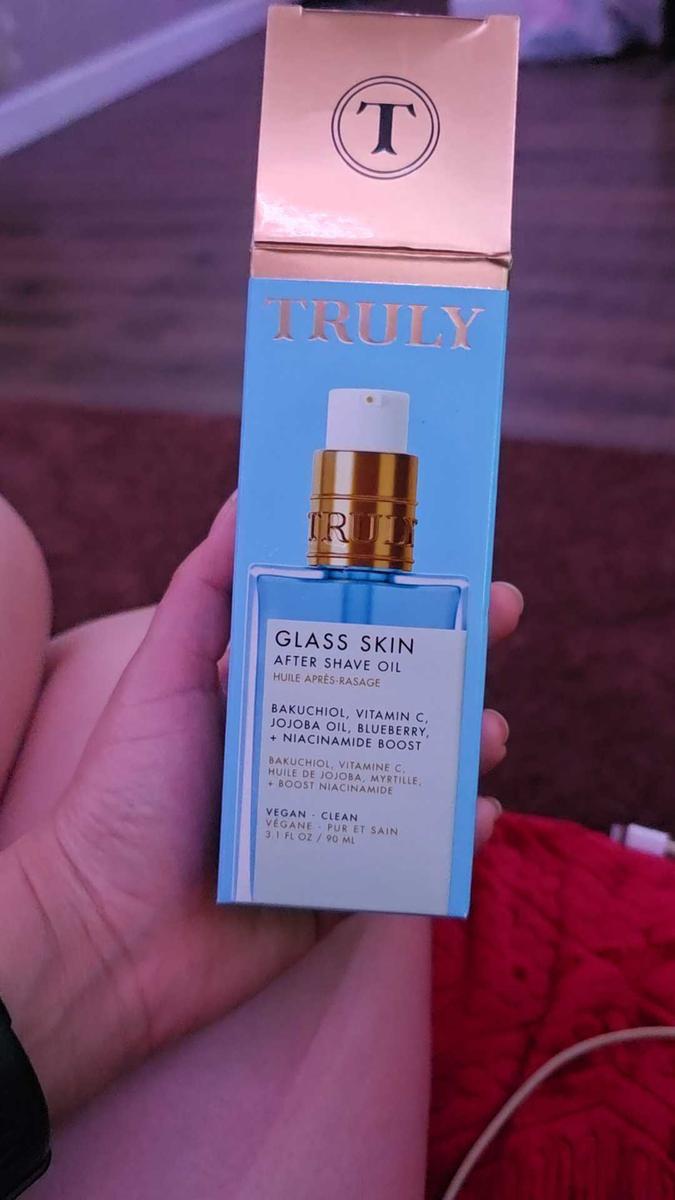 T
TRULY
TRULY
GLASS SKIN
AFTER SHAVE OIL
HUILE APRÈS-RASAGE
BAKUCHIOL, VITAMIN C,
JOJOBA OIL, BLUEBERRY,
+ NIACINAMIDE BOOST
BAKUCHIOL, VITAMINE C,
HUILE DE JOJOBA, MYRTILLE,
+ BOOST NIACINAMIDE
VEGAN · CLEAN
VÉGANE · PUR ET SAIN
3.1 FL OZ / 90 ML